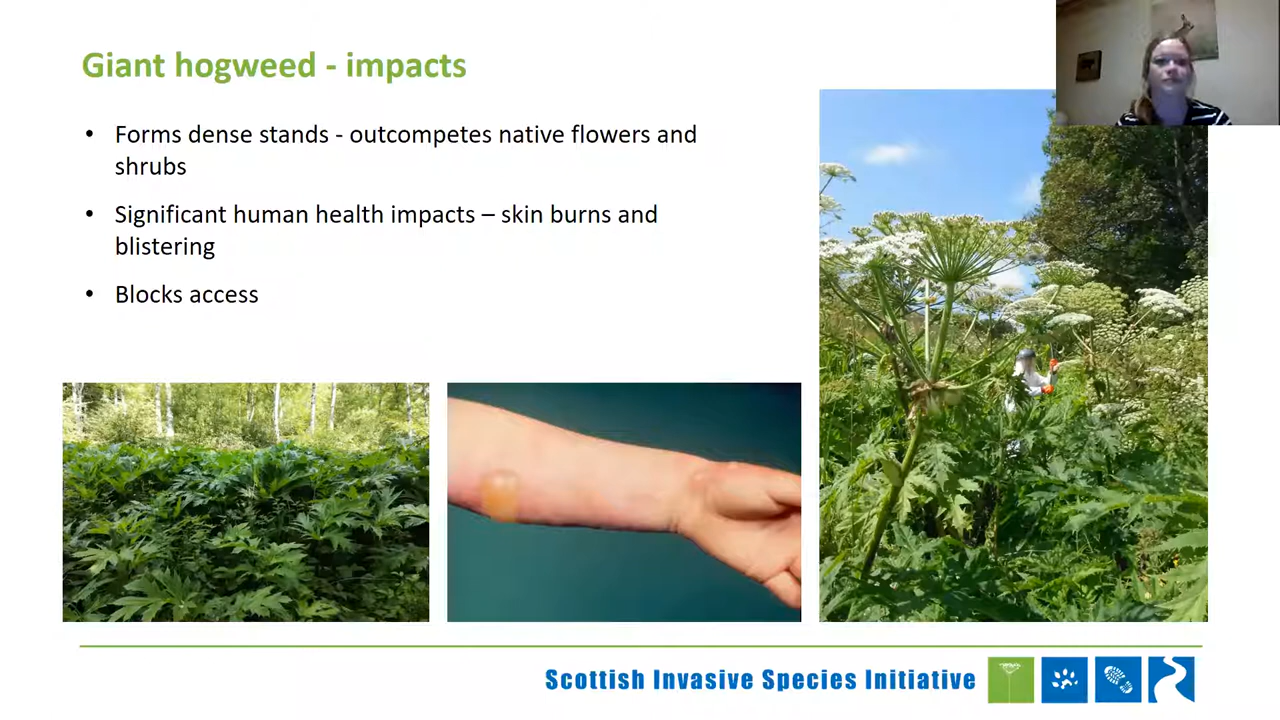 Giant hogweed - impacts
• Forms dense stands - outcompetes native flowers and
shrubs
• Significant human health impacts – skin burns and
blistering
• Blocks access
Scottish Invasive Species Initiative